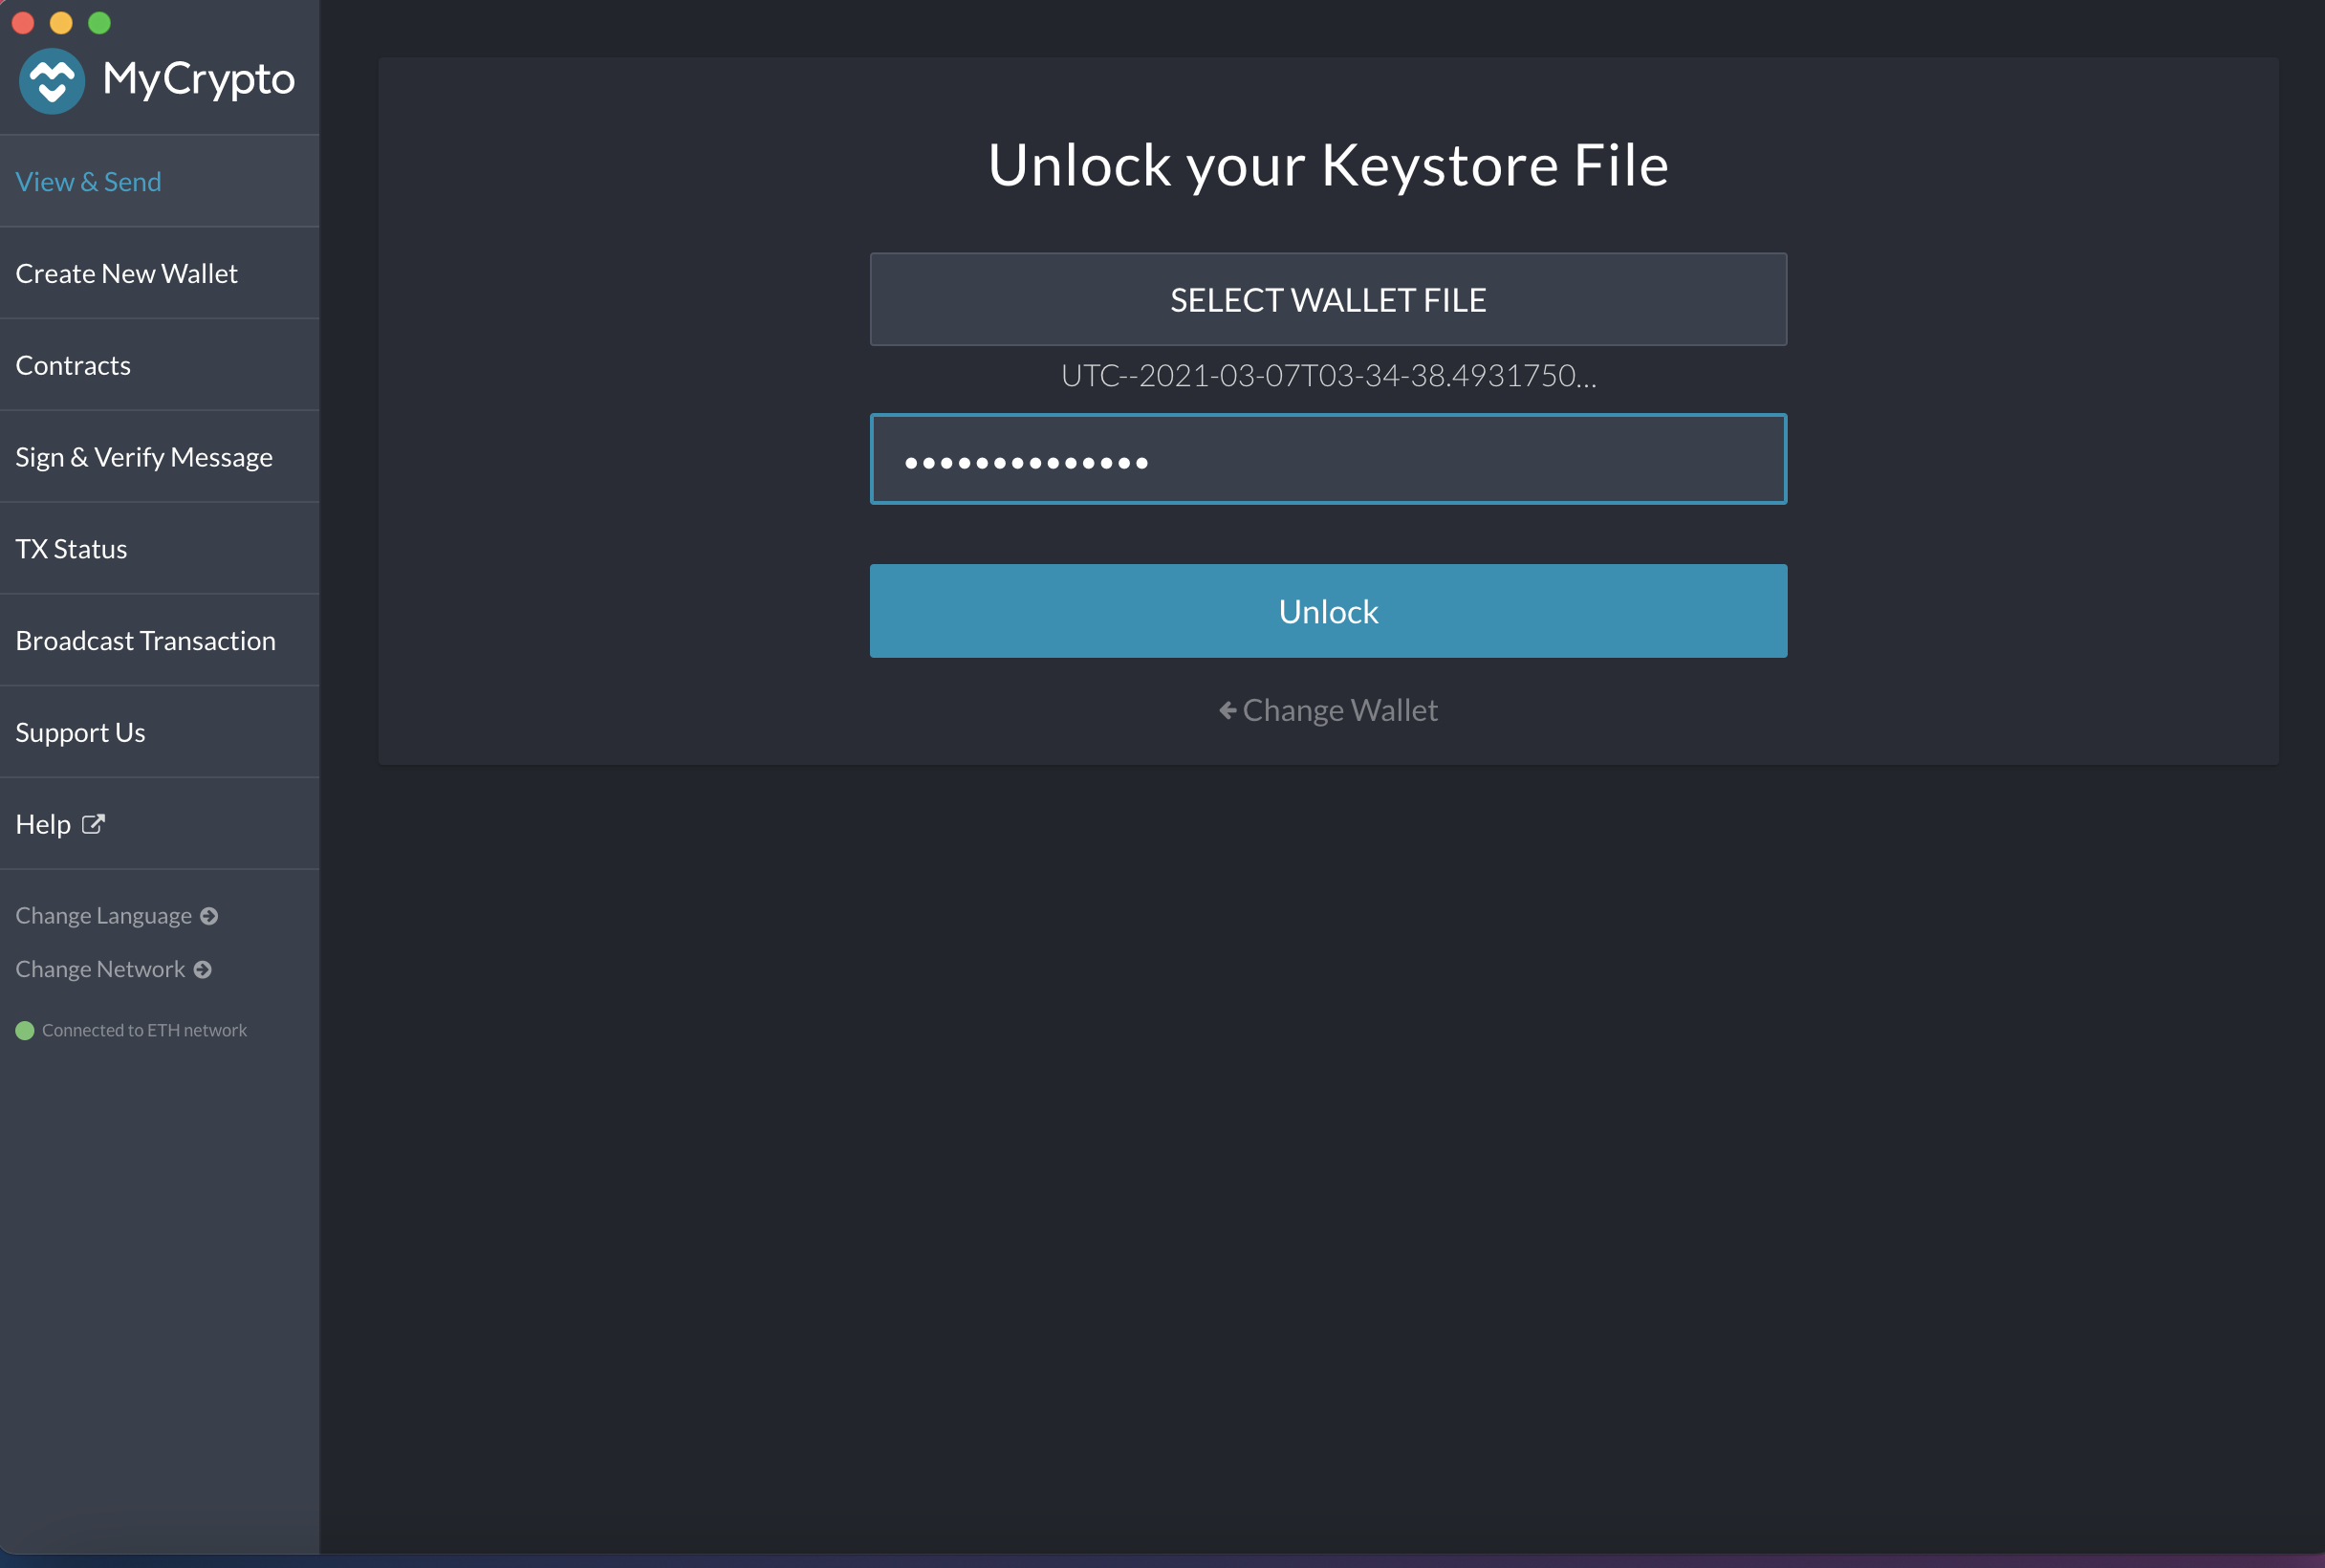 MyCrypto
View & Send
Create New Wallet
Contracts
Sign & Verify Message
TX Status
Broadcast Transaction
Support Us
Help
Change Language
Change Network
Connected to ETH network
Unlock your Keystore File
SELECT WALLET FILE
UTC--2021-03-07T03-34-38.4931750...
••••••••••••••
Unlock
Change Wallet